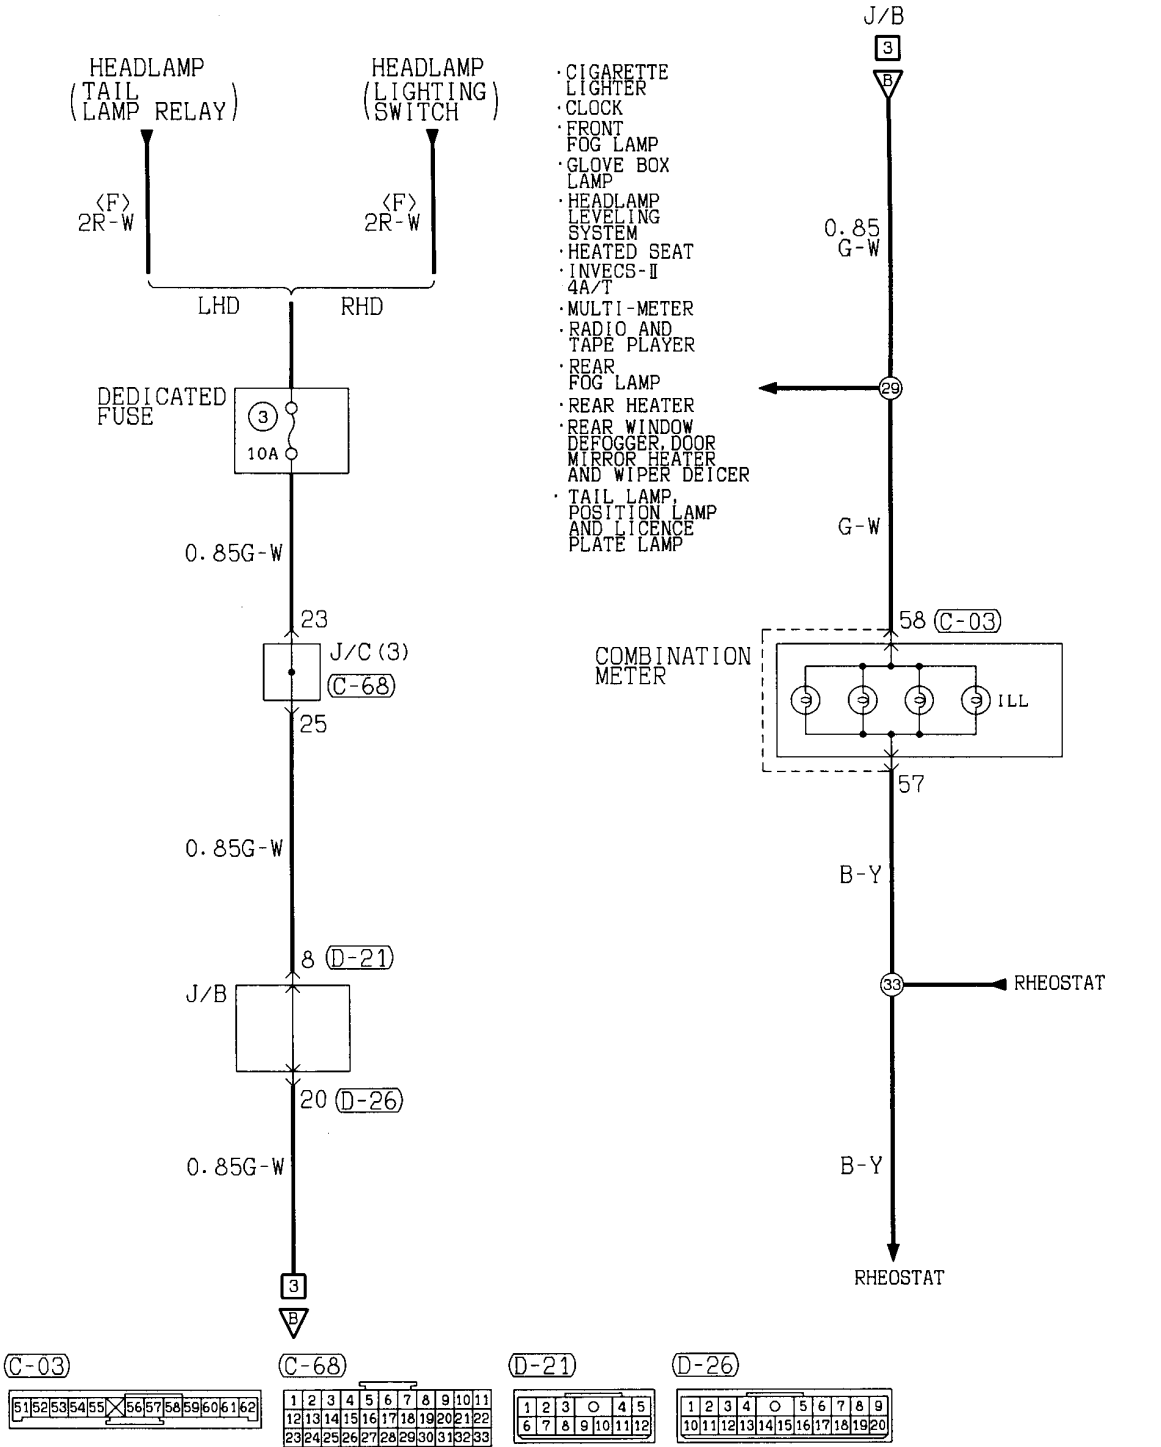 HEADLAMP
(TAIL
LAMP RELAY)
HEADLAMP
(LIGHTING)
SWITCH
<F>
2R-W
<F>
2R-W
LHD
RHD
DEDICATED
FUSE
3
10A
0.85G-W
23
J/C(3)
C-68
25
0.85G-W
8 D-21
J/B
20 D-26
0.85G-W
3
B
·CIGARETTE
LIGHTER
·CLOCK
·FRONT
FOG LAMP
·GLOVE BOX
LAMP
·HEADLAMP
LEVELING
SYSTEM
·HEATED SEAT
·INVECS-Ⅱ
4A/T
·MULTI-METER
·RADIO AND
TAPE PLAYER
·REAR
FOG LAMP
·REAR HEATER
·REAR WINDOW
DEFOGGER, DOOR
MIRROR HEATER
AND WIPER DEICER
·TAIL LAMP,
POSITION LAMP
AND LICENCE
PLATE LAMP
J/B
3
B
0.85
G-W
29
G-W
58 C-03
COMBINATION
METER
ILL
57
B-Y
33
RHEOSTAT
B-Y
RHEOSTAT
C-03
51 52 53 54 55 56 57 58 59 60 61 62
C-68
1 2 3 4 5 6 7 8 9 10 11
12 13 14 15 16 17 18 19 20 21 22
23 24 25 26 27 28 29 30 31 32 33
D-21
1 2 3 4 5
6 7 8 9 10 11 12
D-26
1 2 3 4 5 6 7 8 9
10 11 12 13 14 15 16 17 18 19 20